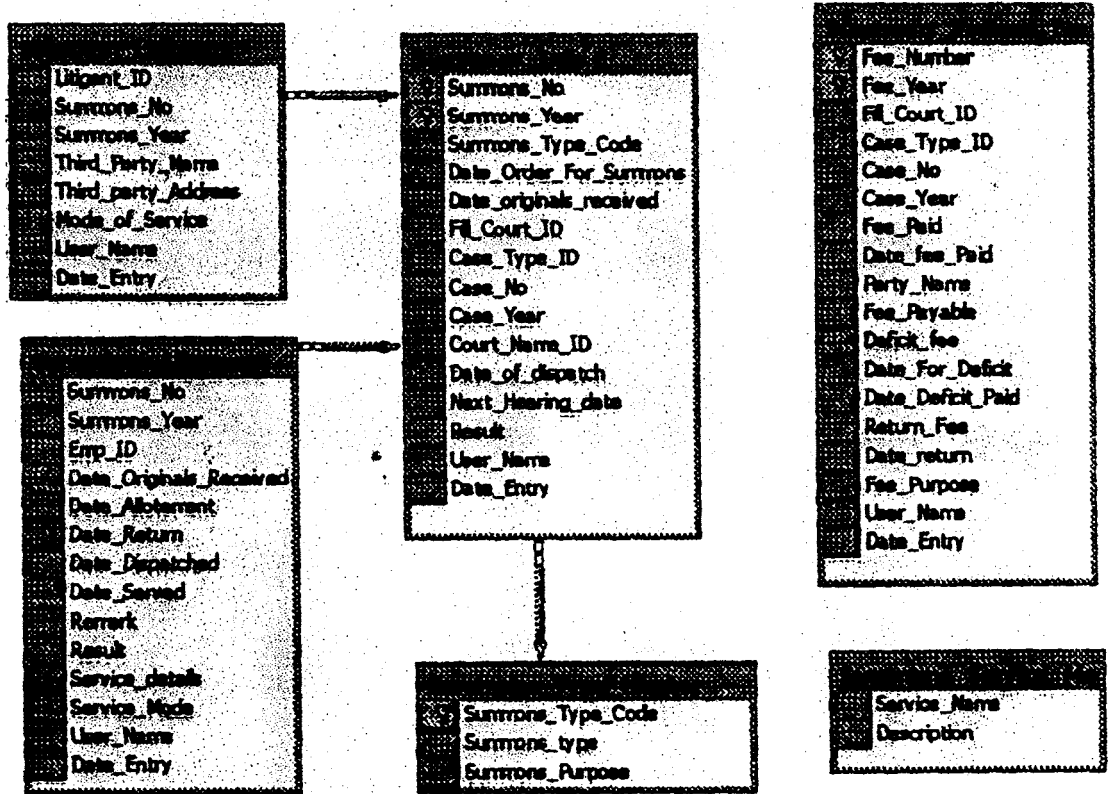 Litigent_ID
Summons_No
Summons_Year
Third_Party_Name
Third_party_Address
Mode_of_Service
User_Name
Date_Entry
Summons_No
Summons_Year
Emp_ID
Date_Originals_Received
Date_Allotement
Date_Return
Date_Dispatched
Date_Served
Remark
Result
Service_details
Service_Mode
User_Name
Date_Entry
Summons_No
Summons_Year
Summons_Type_Code
Date_Order_For_Summons
Date_originals_received
Fil_Court_ID
Case_Type_ID
Case_No
Case_Year
Court_Name_ID
Date_of_dispatch
Next_Hearing_date
Result
User_Name
Date_Entry
Summons_Type_Code
Summons_type
Summons_Purpose
Fee_Number
Fee_Year
Fil_Court_ID
Case_Type_ID
Case_No
Case_Year
Fee_Paid
Date_fee_Paid
Party_Name
Fee_Payable
Deficit_fee
Date_For_Deficit
Date_Deficit_Paid
Return_Fee
Date_return
Fee_Purpose
User_Name
Date_Entry
Service_Name
Description